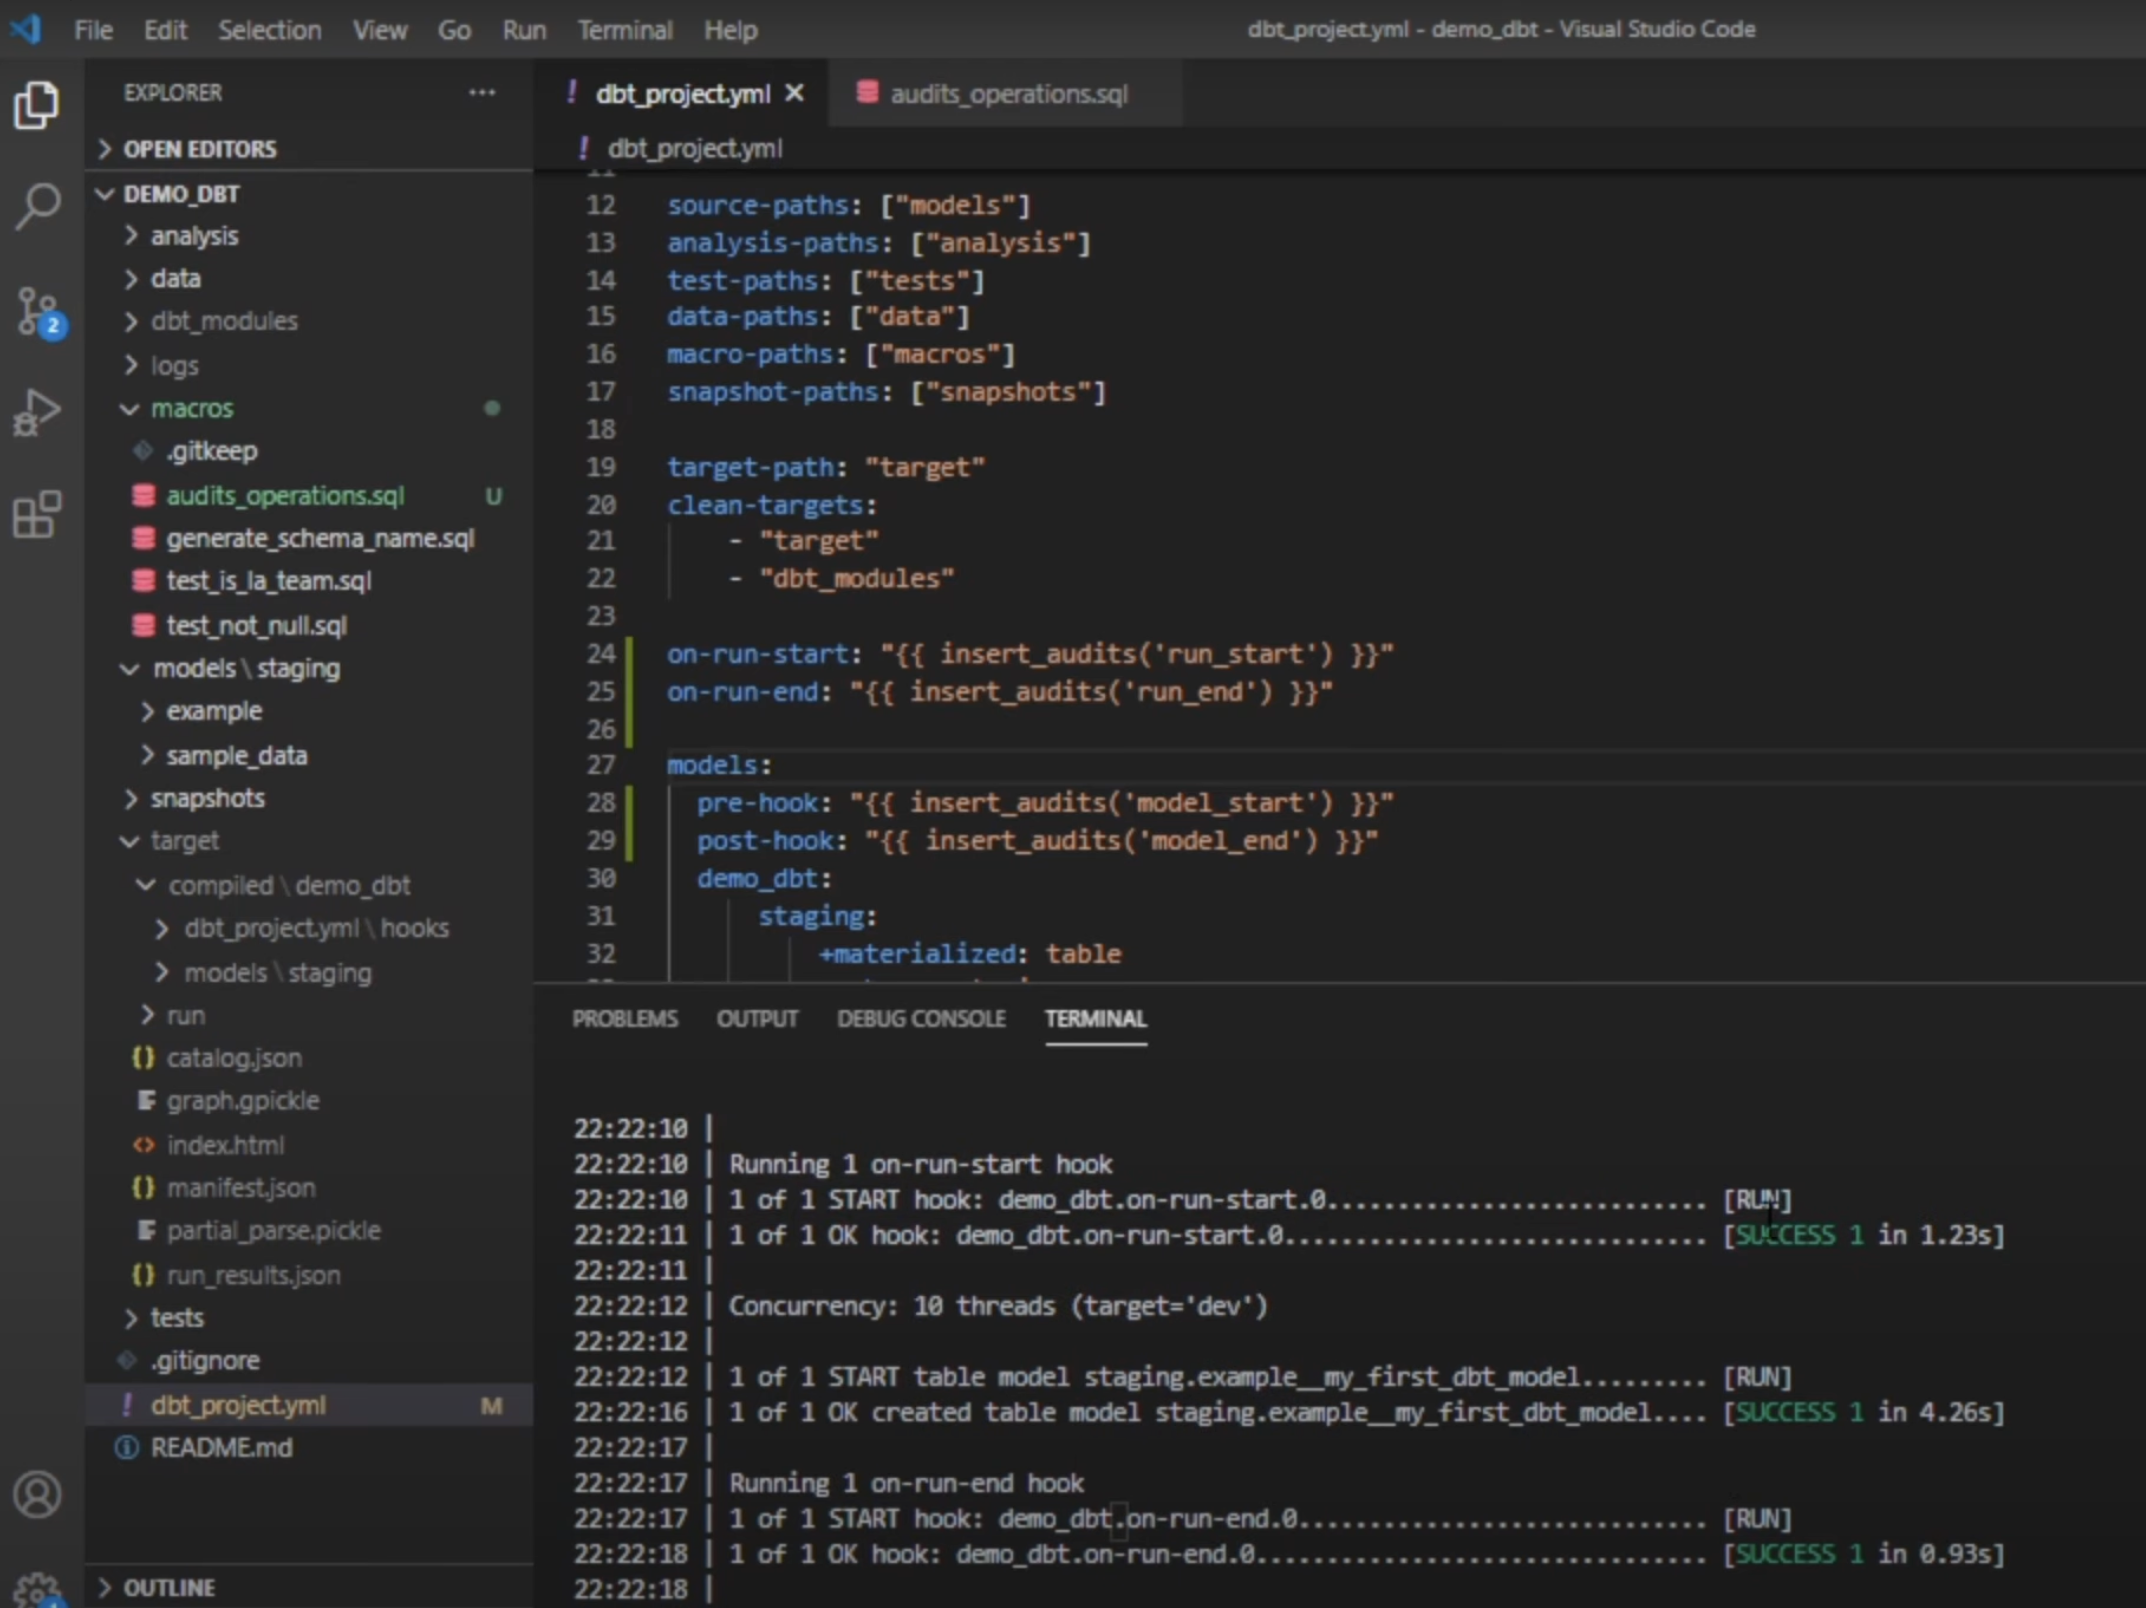 File Edit Selection View Go Run Terminal Help
dbt_project.yml - demo_dbt - Visual Studio Code
EXPLORER
OPEN EDITORS
DEMO_DBT
analysis
data
dbt_modules
logs
macros
.gitkeep
audits_operations.sql U
generate_schema_name.sql
test_is_la_team.sql
test_not_null.sql
models \ staging
example
sample_data
snapshots
target
compiled \ demo_dbt
dbt_project.yml \ hooks
models \ staging
run
catalog.json
graph.gpickle
index.html
manifest.json
partial_parse.pickle
run_results.json
tests
.gitignore
dbt_project.yml M
README.md
OUTLINE
2
dbt_project.yml audits_operations.sql
dbt_project.yml
11
12 source-paths: ["models"]
13 analysis-paths: ["analysis"]
14 test-paths: ["tests"]
15 data-paths: ["data"]
16 macro-paths: ["macros"]
17 snapshot-paths: ["snapshots"]
18
19 target-path: "target"
20 clean-targets:
21 - "target"
22 - "dbt_modules"
23
24 on-run-start: "{{ insert_audits('run_start') }}"
25 on-run-end: "{{ insert_audits('run_end') }}"
26
27 models:
28 pre-hook: "{{ insert_audits('model_start') }}"
29 post-hook: "{{ insert_audits('model_end') }}"
30 demo_dbt:
31 staging:
32 +materialized: table
PROBLEMS OUTPUT DEBUG CONSOLE TERMINAL
22:22:10 |
22:22:10 | Running 1 on-run-start hook
22:22:10 | 1 of 1 START hook: demo_dbt.on-run-start.0........................... [RUN]
22:22:11 | 1 of 1 OK hook: demo_dbt.on-run-start.0.............................. [SUCCESS 1 in 1.23s]
22:22:11 |
22:22:12 | Concurrency: 10 threads (target='dev')
22:22:12 |
22:22:12 | 1 of 1 START table model staging.example__my_first_dbt_model......... [RUN]
22:22:16 | 1 of 1 OK created table model staging.example__my_first_dbt_model.... [SUCCESS 1 in 4.26s]
22:22:17 |
22:22:17 | Running 1 on-run-end hook
22:22:17 | 1 of 1 START hook: demo_dbt.on-run-end.0............................. [RUN]
22:22:18 | 1 of 1 OK hook: demo_dbt.on-run-end.0................................ [SUCCESS 1 in 0.93s]
22:22:18 |